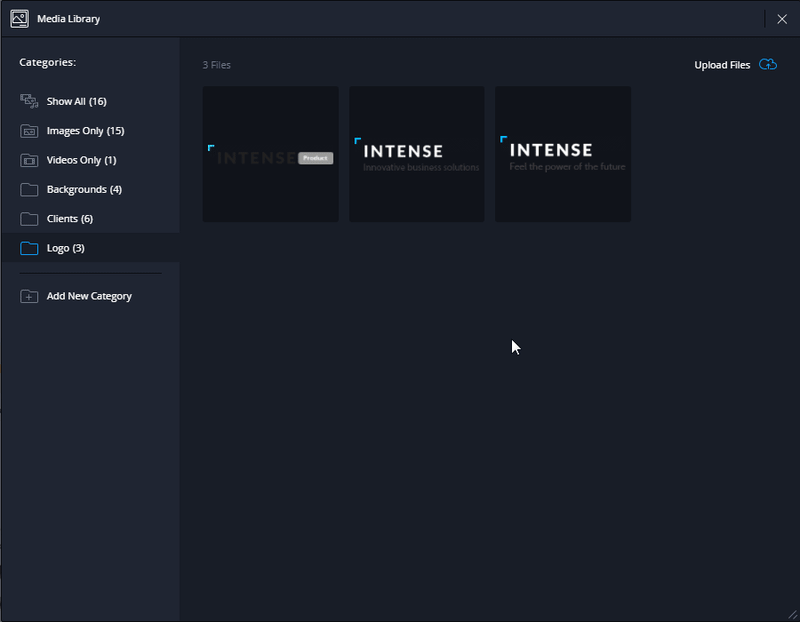 Media Library
Categories:
Show All (16)
Images Only (15)
Videos Only (1)
Backgrounds (4)
Clients (6)
Logo (3)
Add New Category
3 Files
Upload Files
INTENSE Product
INTENSE
Innovative business solutions
INTENSE
Feel the power of the future